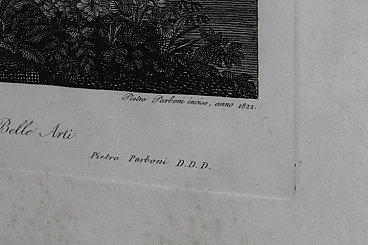 Pietro Parboni incise, anno 1822.
Belle Arti
Pietro Parboni D.D.D.